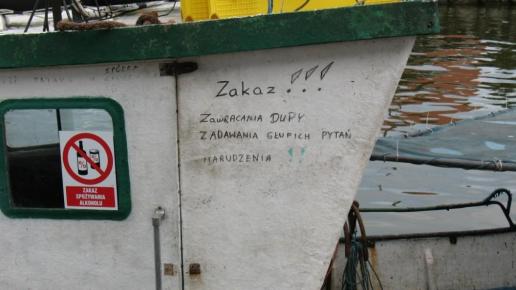 Zakaz !!!
ZAWRACANIA DUPY
ZADAWANIA GŁUPICH PYTAŃ
MARUDZENIA !!
ZAKAZ
SPOŻYWANIA
ALKOHOLU